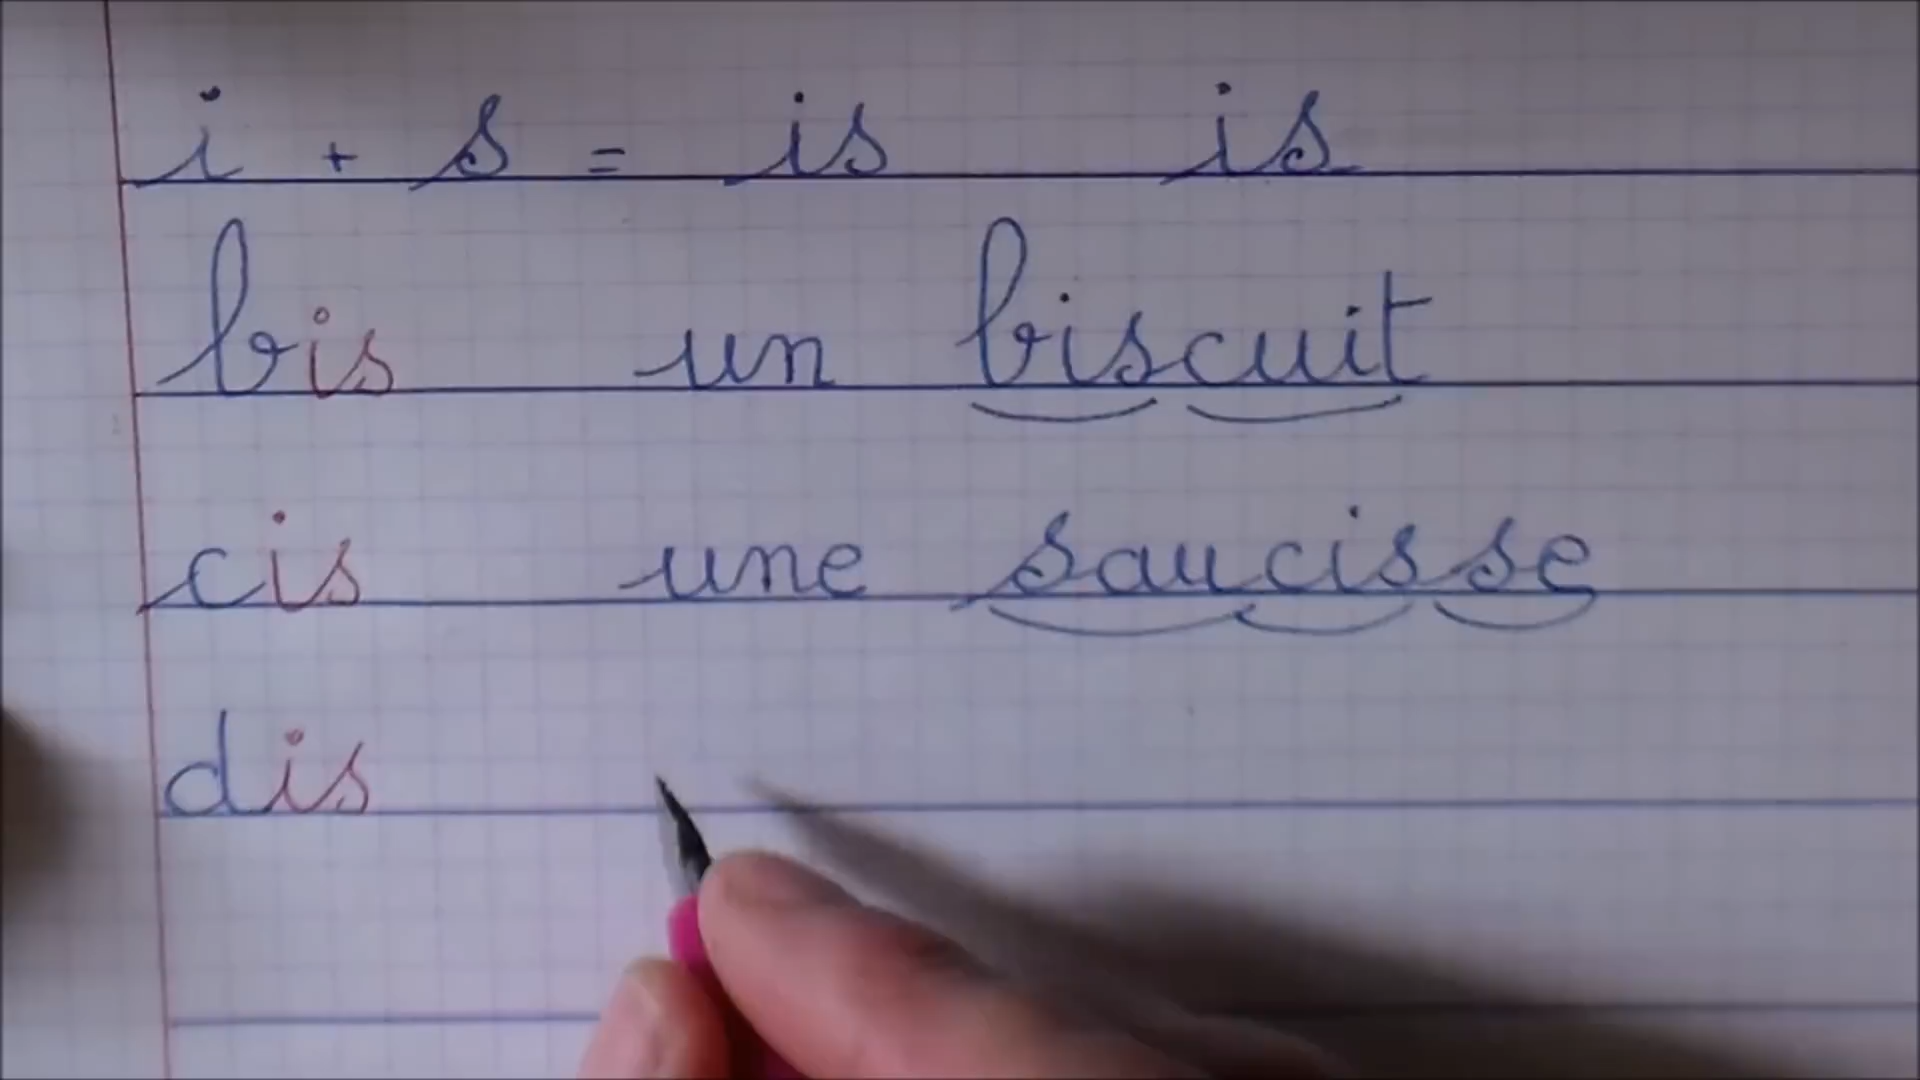 i + s = is is
bis un biscuit
cis une saucisse
dis